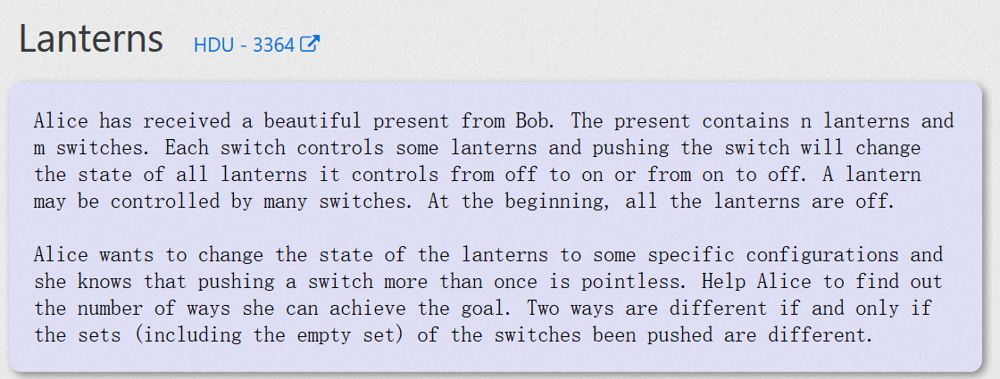 Lanterns HDU - 3364
Alice has received a beautiful present from Bob. The present contains n lanterns and
m switches. Each switch controls some lanterns and pushing the switch will change
the state of all lanterns it controls from off to on or from on to off. A lantern
may be controlled by many switches. At the beginning, all the lanterns are off.
Alice wants to change the state of the lanterns to some specific configurations and
she knows that pushing a switch more than once is pointless. Help Alice to find out
the number of ways she can achieve the goal. Two ways are different if and only if
the sets (including the empty set) of the switches been pushed are different.